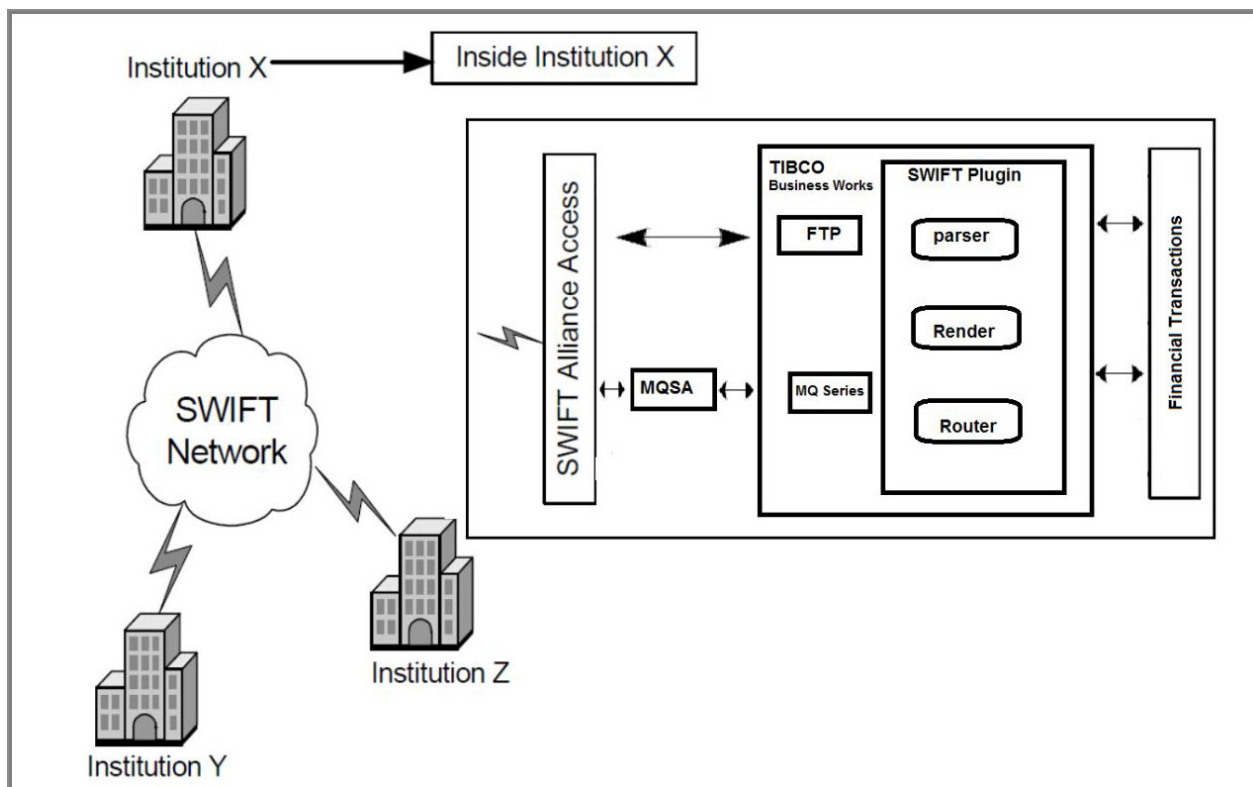 Institution X
Inside Institution X
SWIFT
Network
Institution Y
Institution Z
SWIFT Alliance Access
MQSA
TIBCO
Business Works
FTP
MQ Series
SWIFT Plugin
parser
Render
Router
Financial Transactions